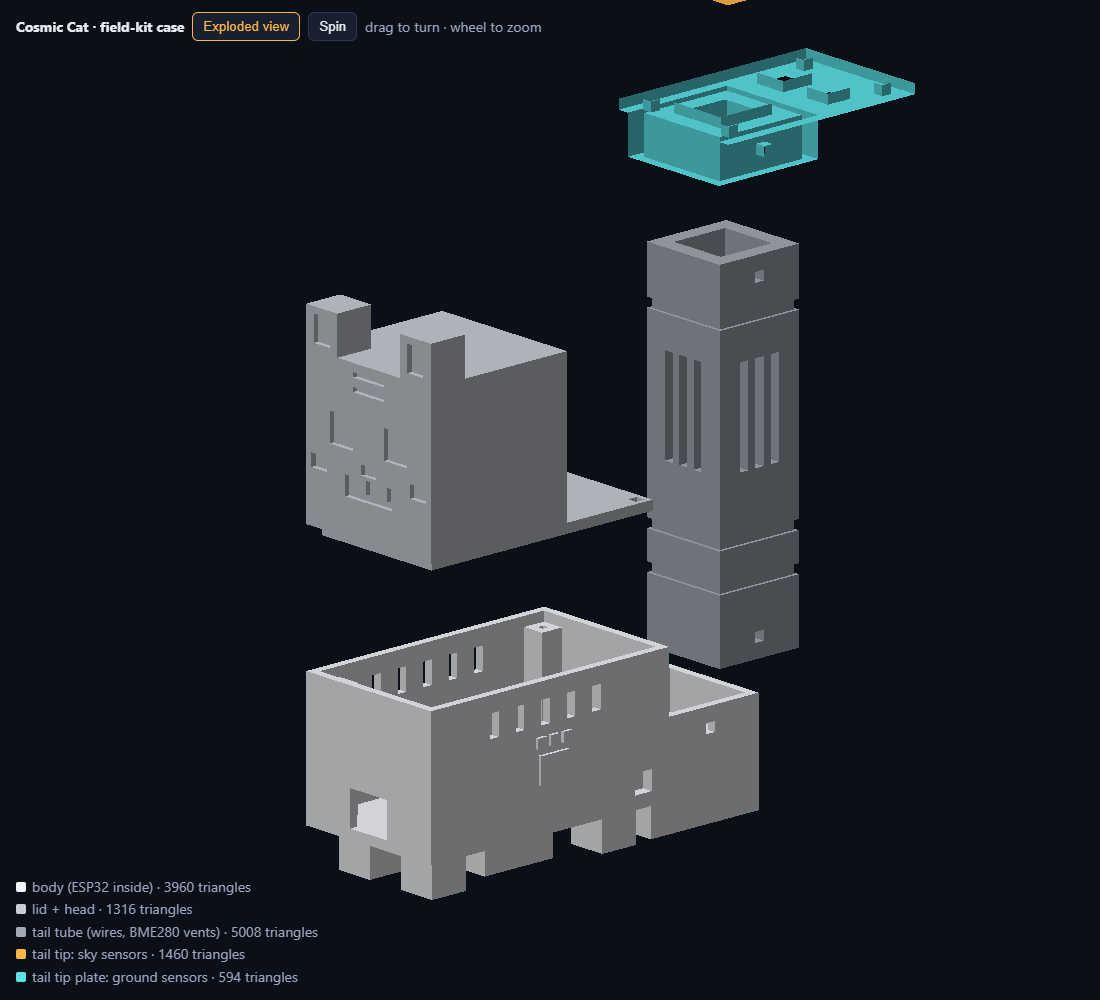 Cosmic Cat · field-kit case Exploded view Spin drag to turn · wheel to zoom
body (ESP32 inside) · 3960 triangles
lid + head · 1316 triangles
tail tube (wires, BME280 vents) · 5008 triangles
tail tip: sky sensors · 1460 triangles
tail tip plate: ground sensors · 594 triangles